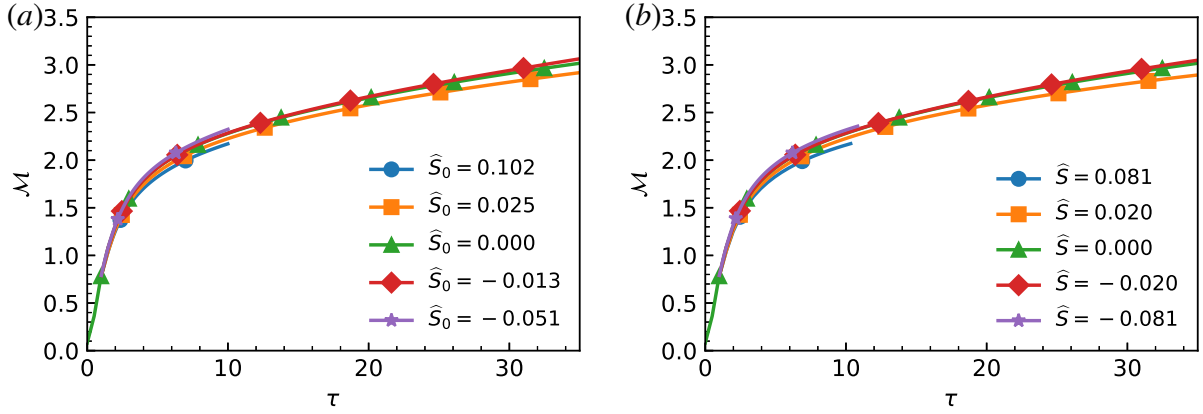 (a)
3.5
3.0
2.5
2.0
1.5
1.0
0.5
0.0
ℳ
0 10 20 30
τ
Ŝ₀ = 0.102
Ŝ₀ = 0.025
Ŝ₀ = 0.000
Ŝ₀ = −0.013
Ŝ₀ = −0.051
(b)
3.5
3.0
2.5
2.0
1.5
1.0
0.5
0.0
ℳ
0 10 20 30
τ
Ŝ = 0.081
Ŝ = 0.020
Ŝ = 0.000
Ŝ = −0.020
Ŝ = −0.081